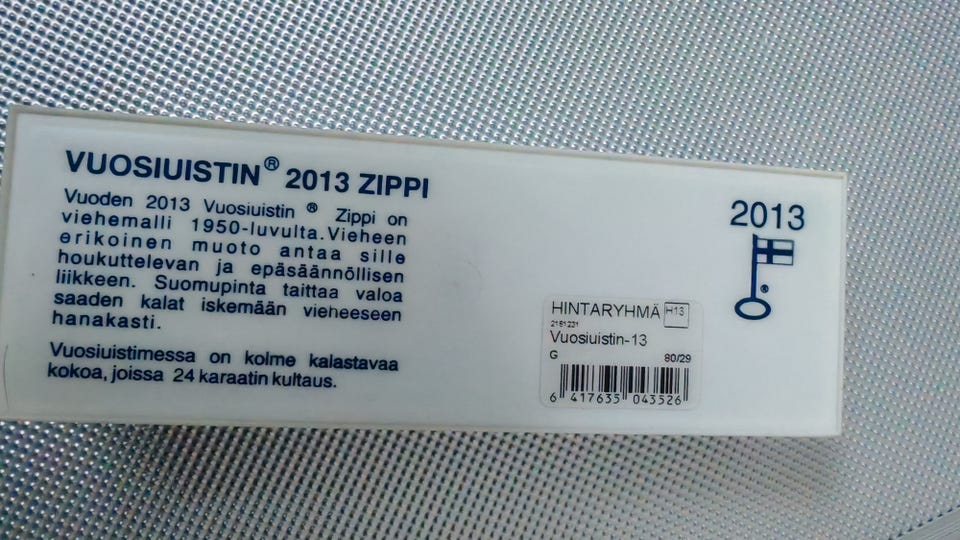 VUOSIUISTIN® 2013 ZIPPI
Vuoden 2013 Vuosiuistin ® Zippi on
viehemalli 1950-luvulta.Vieheen
erikoinen muoto antaa sille
houkuttelevan ja epäsäännöllisen
liikkeen. Suomupinta taittaa valoa
saaden kalat iskemään vieheeseen
hanakasti.
Vuosiuistimessa on kolme kalastavaa
kokoa, joissa 24 karaatin kultaus.
2013
®
HINTARYHMÄ H13
2161231
Vuosiuistin-13
G 80/29
6 417635 043526